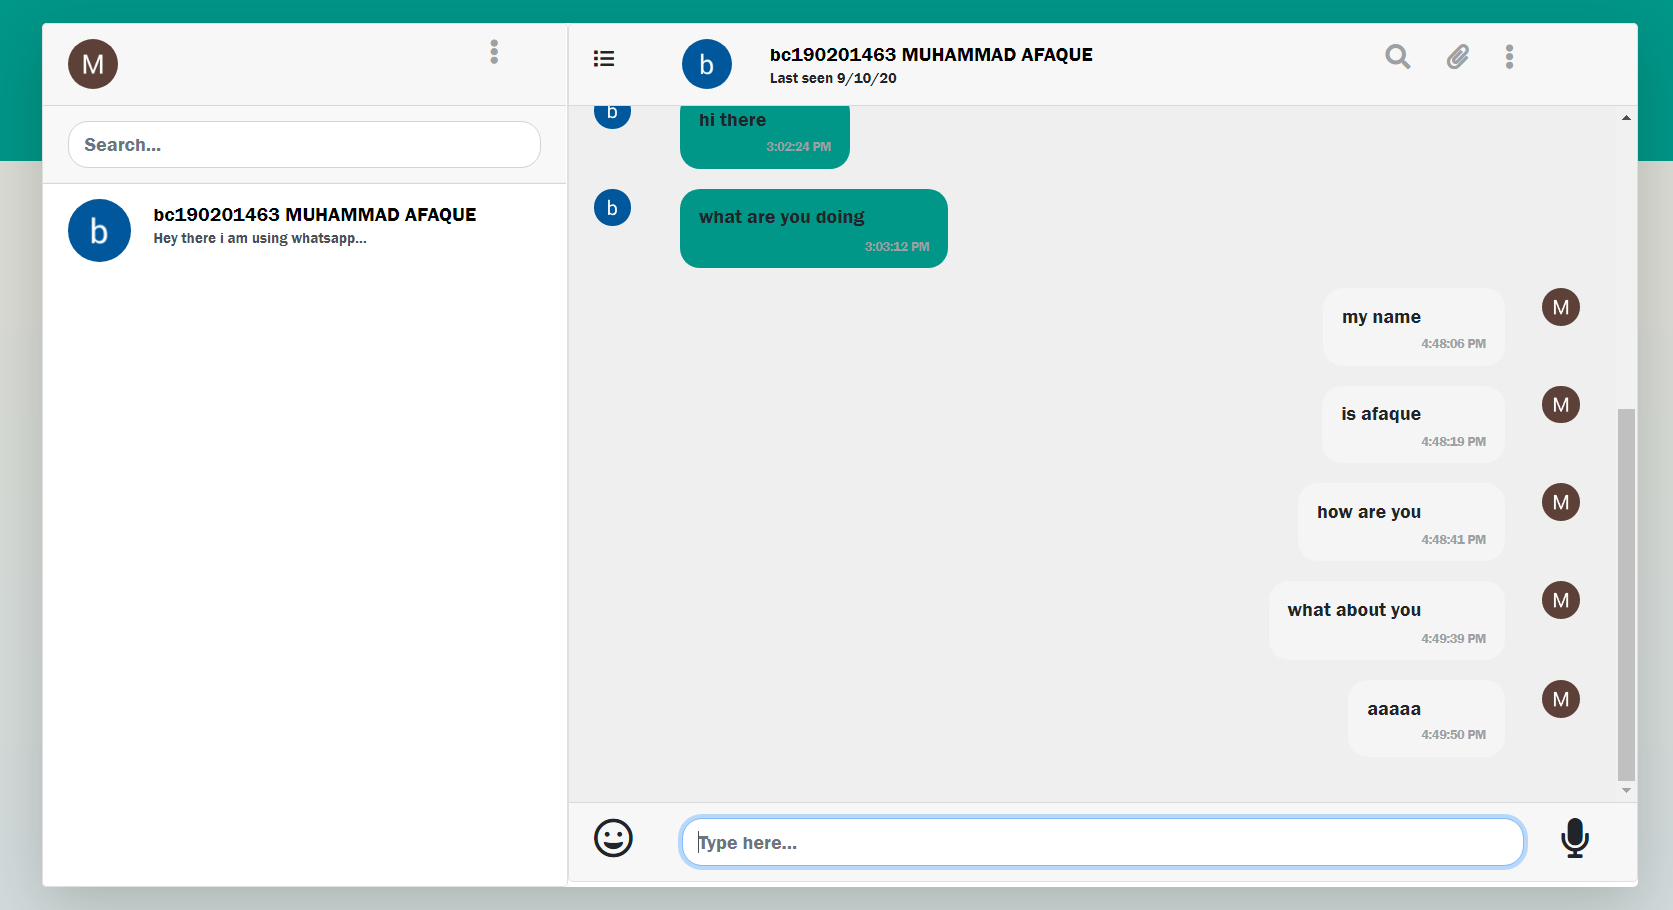 M
Search...
b
bc190201463 MUHAMMAD AFAQUE
Hey there i am using whatsapp...
b
bc190201463 MUHAMMAD AFAQUE
Last seen 9/10/20
b
hi there
3:02:24 PM
b
what are you doing
3:03:12 PM
my name
4:48:06 PM
M
is afaque
4:48:19 PM
M
how are you
4:48:41 PM
M
what about you
4:49:39 PM
M
aaaaa
4:49:50 PM
M
Type here...